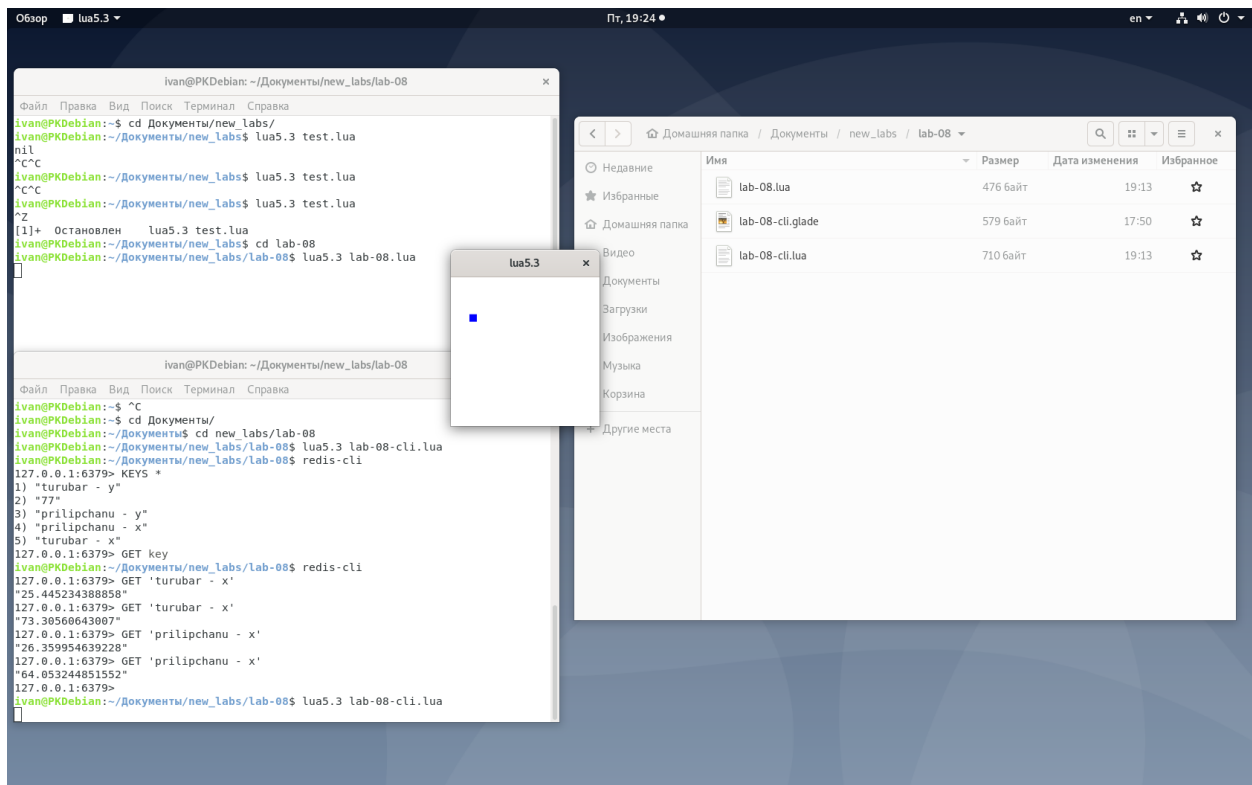 Обзор lua5.3 Пт, 19:24 en
ivan@PKDebian: ~/Документы/new_labs/lab-08
Файл Правка Вид Поиск Терминал Справка
ivan@PKDebian:~$ cd Документы/new_labs/
ivan@PKDebian:~/Документы/new_labs$ lua5.3 test.lua
nil
^C^C
ivan@PKDebian:~/Документы/new_labs$ lua5.3 test.lua
^C^C
ivan@PKDebian:~/Документы/new_labs$ lua5.3 test.lua
^Z
[1]+  Остановлен    lua5.3 test.lua
ivan@PKDebian:~/Документы/new_labs$ cd lab-08
ivan@PKDebian:~/Документы/new_labs/lab-08$ lua5.3 lab-08.lua
ivan@PKDebian: ~/Документы/new_labs/lab-08
Файл Правка Вид Поиск Терминал Справка
ivan@PKDebian:~$ ^C
ivan@PKDebian:~$ cd Документы/
ivan@PKDebian:~/Документы$ cd new_labs/lab-08
ivan@PKDebian:~/Документы/new_labs/lab-08$ lua5.3 lab-08-cli.lua
ivan@PKDebian:~/Документы/new_labs/lab-08$ redis-cli
127.0.0.1:6379> KEYS *
1) "turubar - y"
2) "77"
3) "prilipchanu - y"
4) "prilipchanu - x"
5) "turubar - x"
127.0.0.1:6379> GET key
ivan@PKDebian:~/Документы/new_labs/lab-08$ redis-cli
127.0.0.1:6379> GET 'turubar - x'
"25.445234388858"
127.0.0.1:6379> GET 'turubar - x'
"73.30560643007"
127.0.0.1:6379> GET 'prilipchanu - x'
"26.359954639228"
127.0.0.1:6379> GET 'prilipchanu - x'
"64.053244851552"
127.0.0.1:6379>
ivan@PKDebian:~/Документы/new_labs/lab-08$ lua5.3 lab-08-cli.lua
lua5.3
Домашняя папка / Документы / new_labs / lab-08
Недавние
Избранные
Домашняя папка
Видео
Документы
Загрузки
Изображения
Музыка
Корзина
Другие места
Имя Размер Дата изменения Избранное
lab-08.lua 476 байт 19:13
lab-08-cli.glade 579 байт 17:50
lab-08-cli.lua 710 байт 19:13